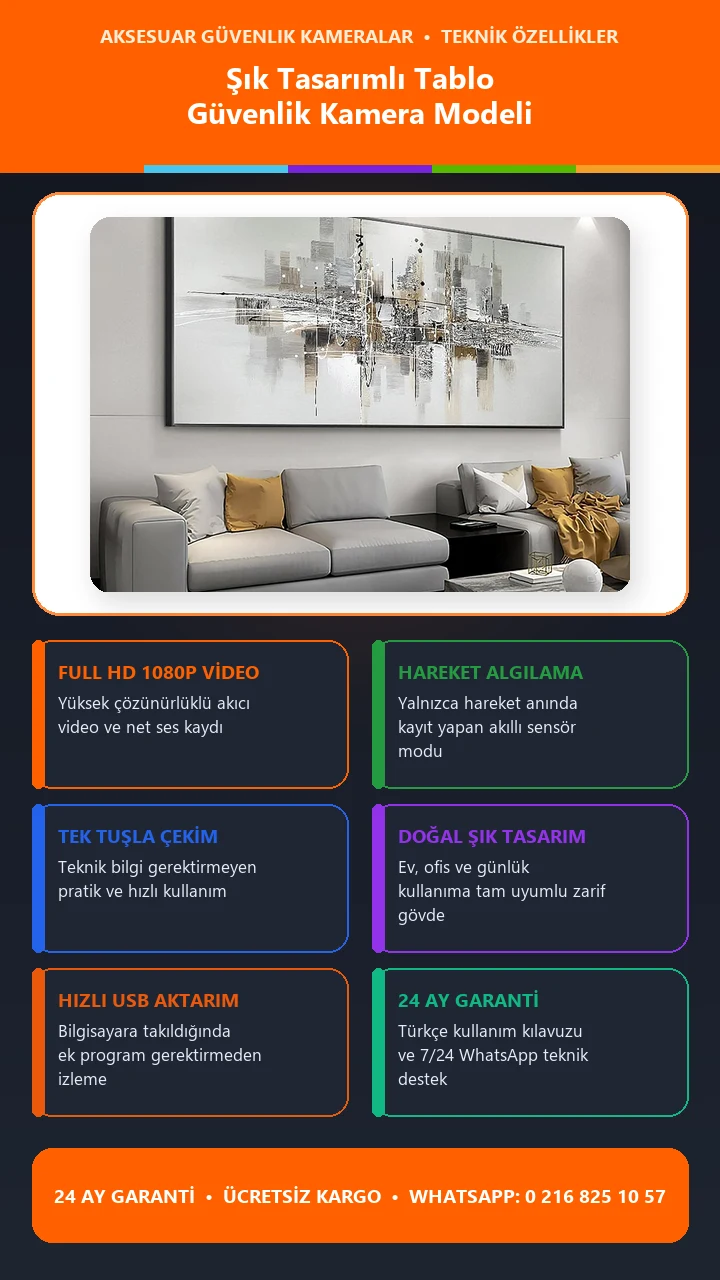 AKSESUAR GÜVENLIK KAMERALAR • TEKNİK ÖZELLİKLER
Şık Tasarımlı Tablo
Güvenlik Kamera Modeli
FULL HD 1080P VİDEO
Yüksek çözünürlüklü akıcı
video ve net ses kaydı
HAREKET ALGILAMA
Yalnızca hareket anında
kayıt yapan akıllı sensör
modu
TEK TUŞLA ÇEKİM
Teknik bilgi gerektirmeyen
pratik ve hızlı kullanım
DOĞAL ŞIK TASARIM
Ev, ofis ve günlük
kullanıma tam uyumlu zarif
gövde
HIZLI USB AKTARIM
Bilgisayara takıldığında
ek program gerektirmeden
izleme
24 AY GARANTİ
Türkçe kullanım kılavuzu
ve 7/24 WhatsApp teknik
destek
24 AY GARANTİ • ÜCRETSİZ KARGO • WHATSAPP: 0 216 825 10 57